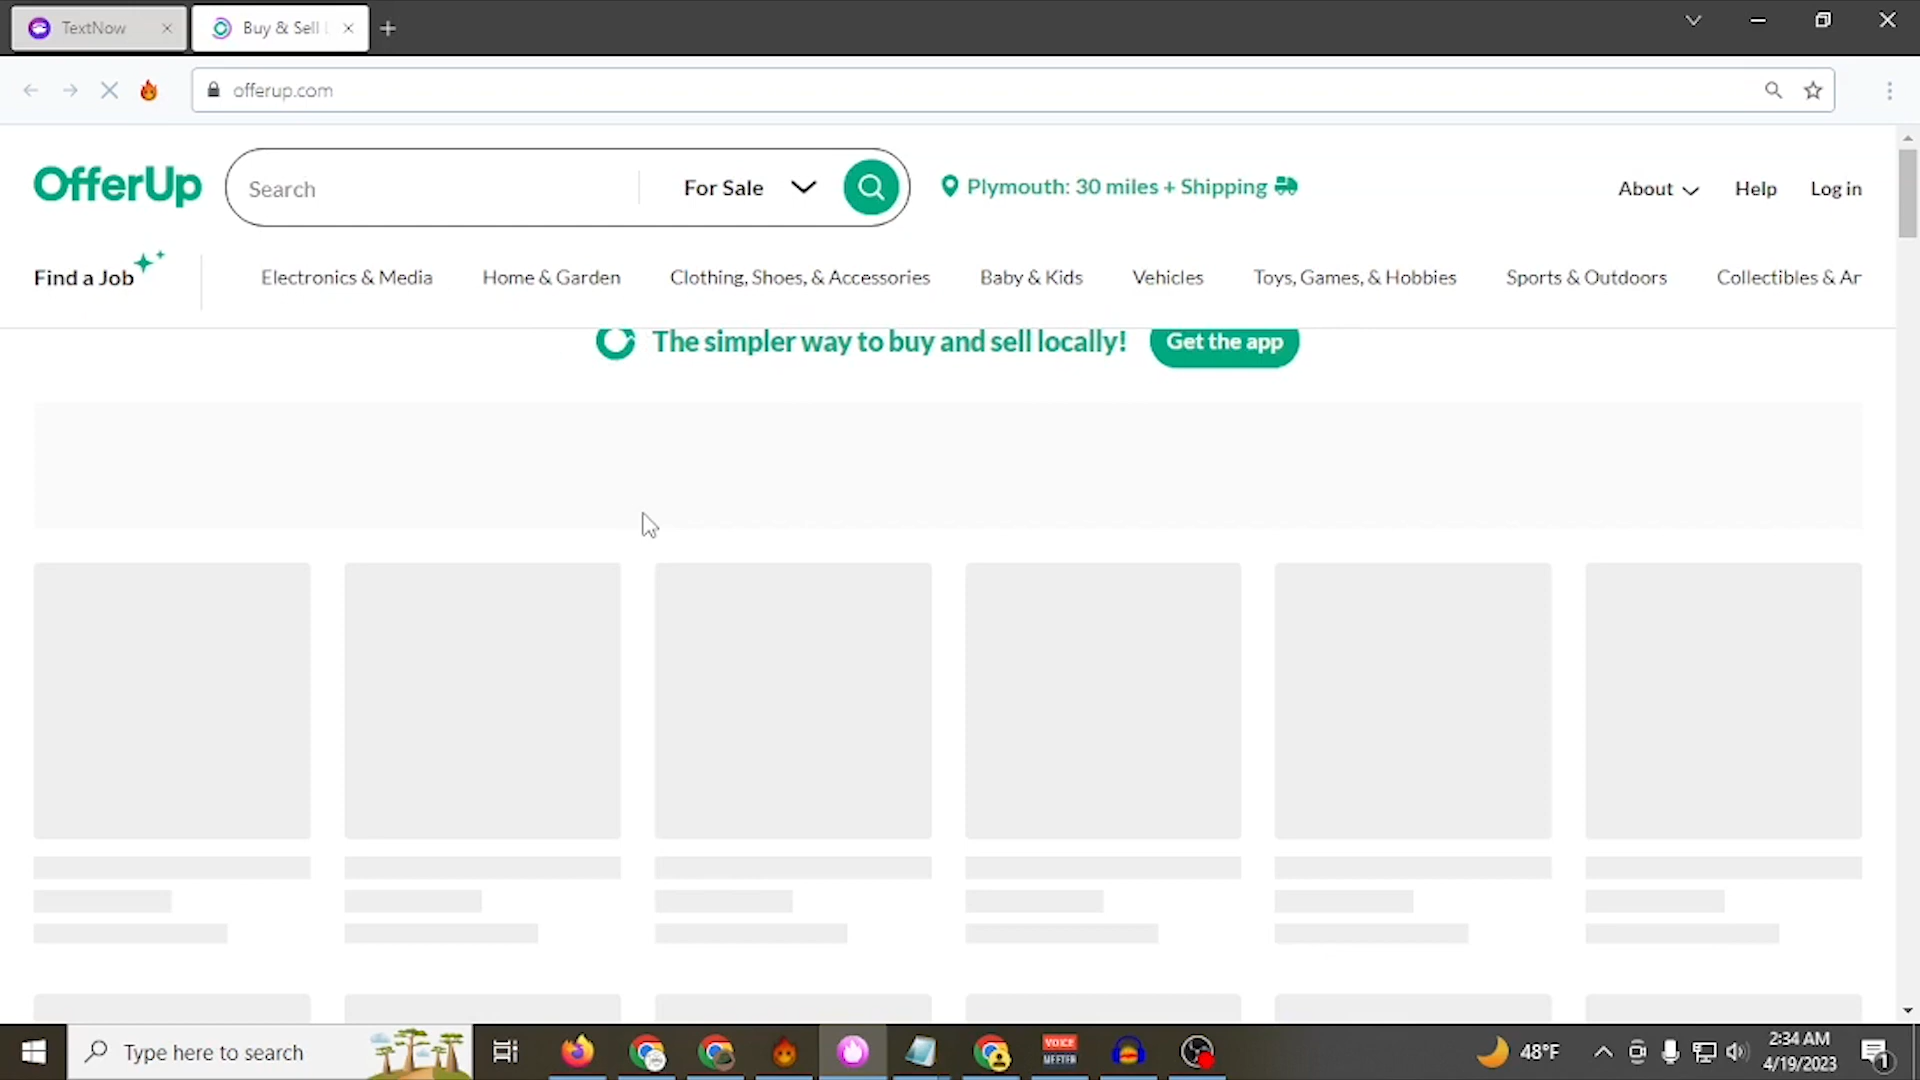 TextNow
Buy & Sell
offerup.com
OfferUp
Search
For Sale
Plymouth: 30 miles + Shipping
About
Help
Log in
Find a Job
Electronics & Media
Home & Garden
Clothing, Shoes, & Accessories
Baby & Kids
Vehicles
Toys, Games, & Hobbies
Sports & Outdoors
Collectibles & Ar
The simpler way to buy and sell locally!
Get the app
Type here to search
VOICE
MEETER
48°F
2:34 AM
4/19/2023
1